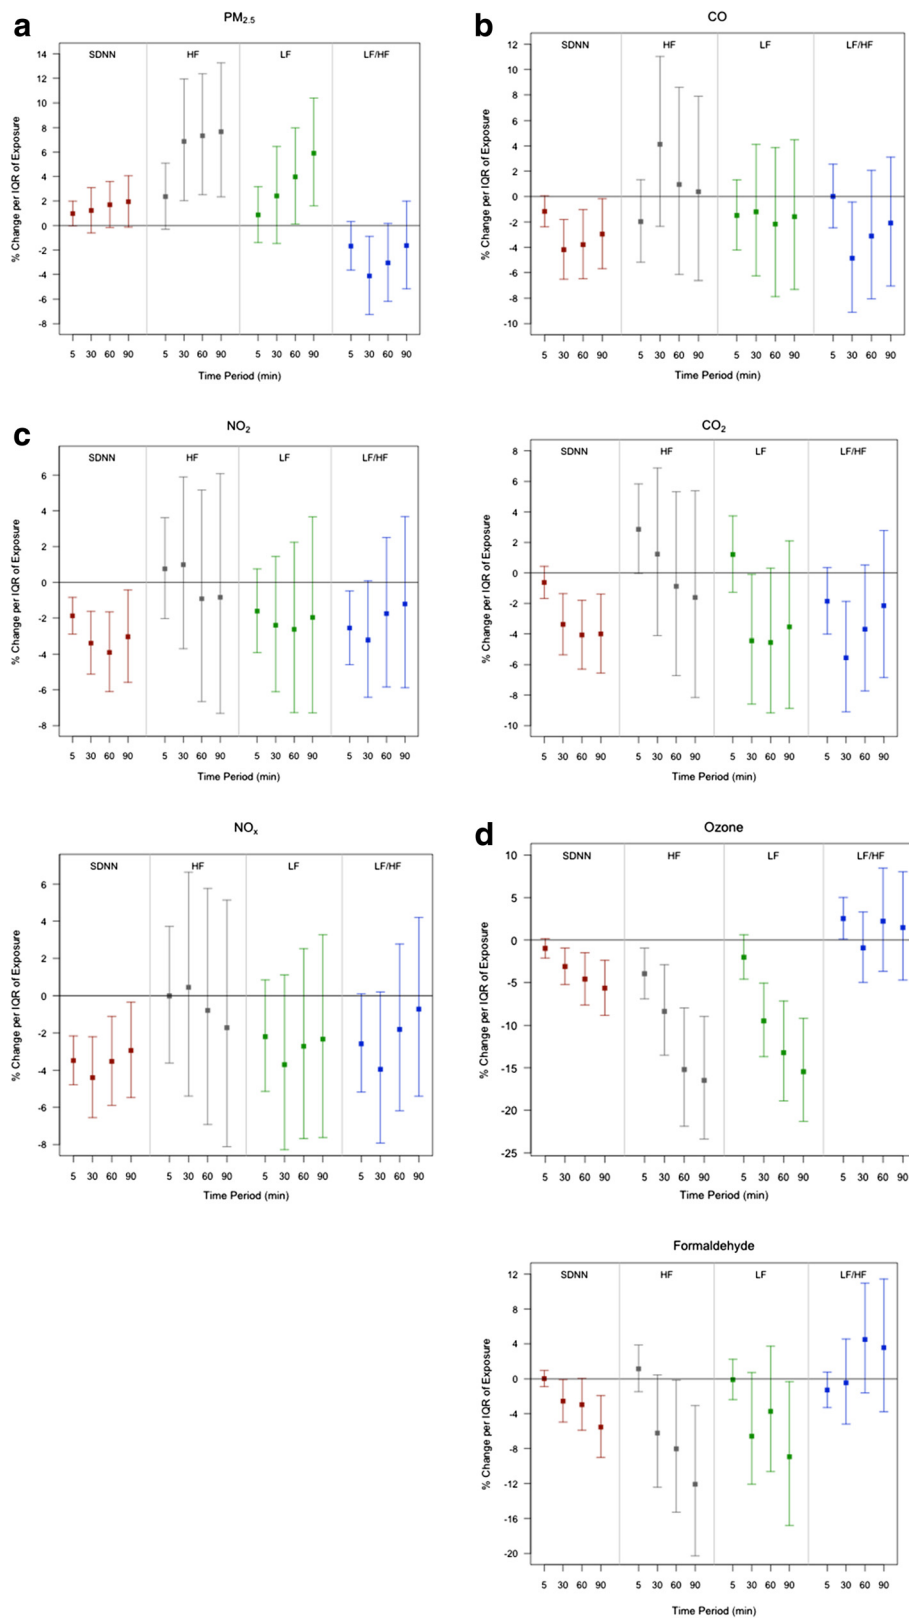 a
PM2.5
SDNN HF LF LF/HF
14
12
10
8
6
4
2
0
-2
-4
-6
-8
% Change per IQR of Exposure
5 30 60 90 5 30 60 90 5 30 60 90 5 30 60 90
Time Period (min)
b
CO
SDNN HF LF LF/HF
12
10
8
6
4
2
0
-2
-4
-6
-8
-10
% Change per IQR of Exposure
5 30 60 90 5 30 60 90 5 30 60 90 5 30 60 90
Time Period (min)
c
NO2
SDNN HF LF LF/HF
6
4
2
0
-2
-4
-6
-8
% Change per IQR of Exposure
5 30 60 90 5 30 60 90 5 30 60 90 5 30 60 90
Time Period (min)
CO2
SDNN HF LF LF/HF
8
6
4
2
0
-2
-4
-6
-8
-10
% Change per IQR of Exposure
5 30 60 90 5 30 60 90 5 30 60 90 5 30 60 90
Time Period (min)
NOx
SDNN HF LF LF/HF
6
4
2
0
-2
-4
-6
-8
% Change per IQR of Exposure
5 30 60 90 5 30 60 90 5 30 60 90 5 30 60 90
Time Period (min)
d
Ozone
SDNN HF LF LF/HF
10
5
0
-5
-10
-15
-20
-25
% Change per IQR of Exposure
5 30 60 90 5 30 60 90 5 30 60 90 5 30 60 90
Time Period (min)
Formaldehyde
SDNN HF LF LF/HF
12
8
4
0
-4
-8
-12
-16
-20
% Change per IQR of Exposure
5 30 60 90 5 30 60 90 5 30 60 90 5 30 60 90
Time Period (min)